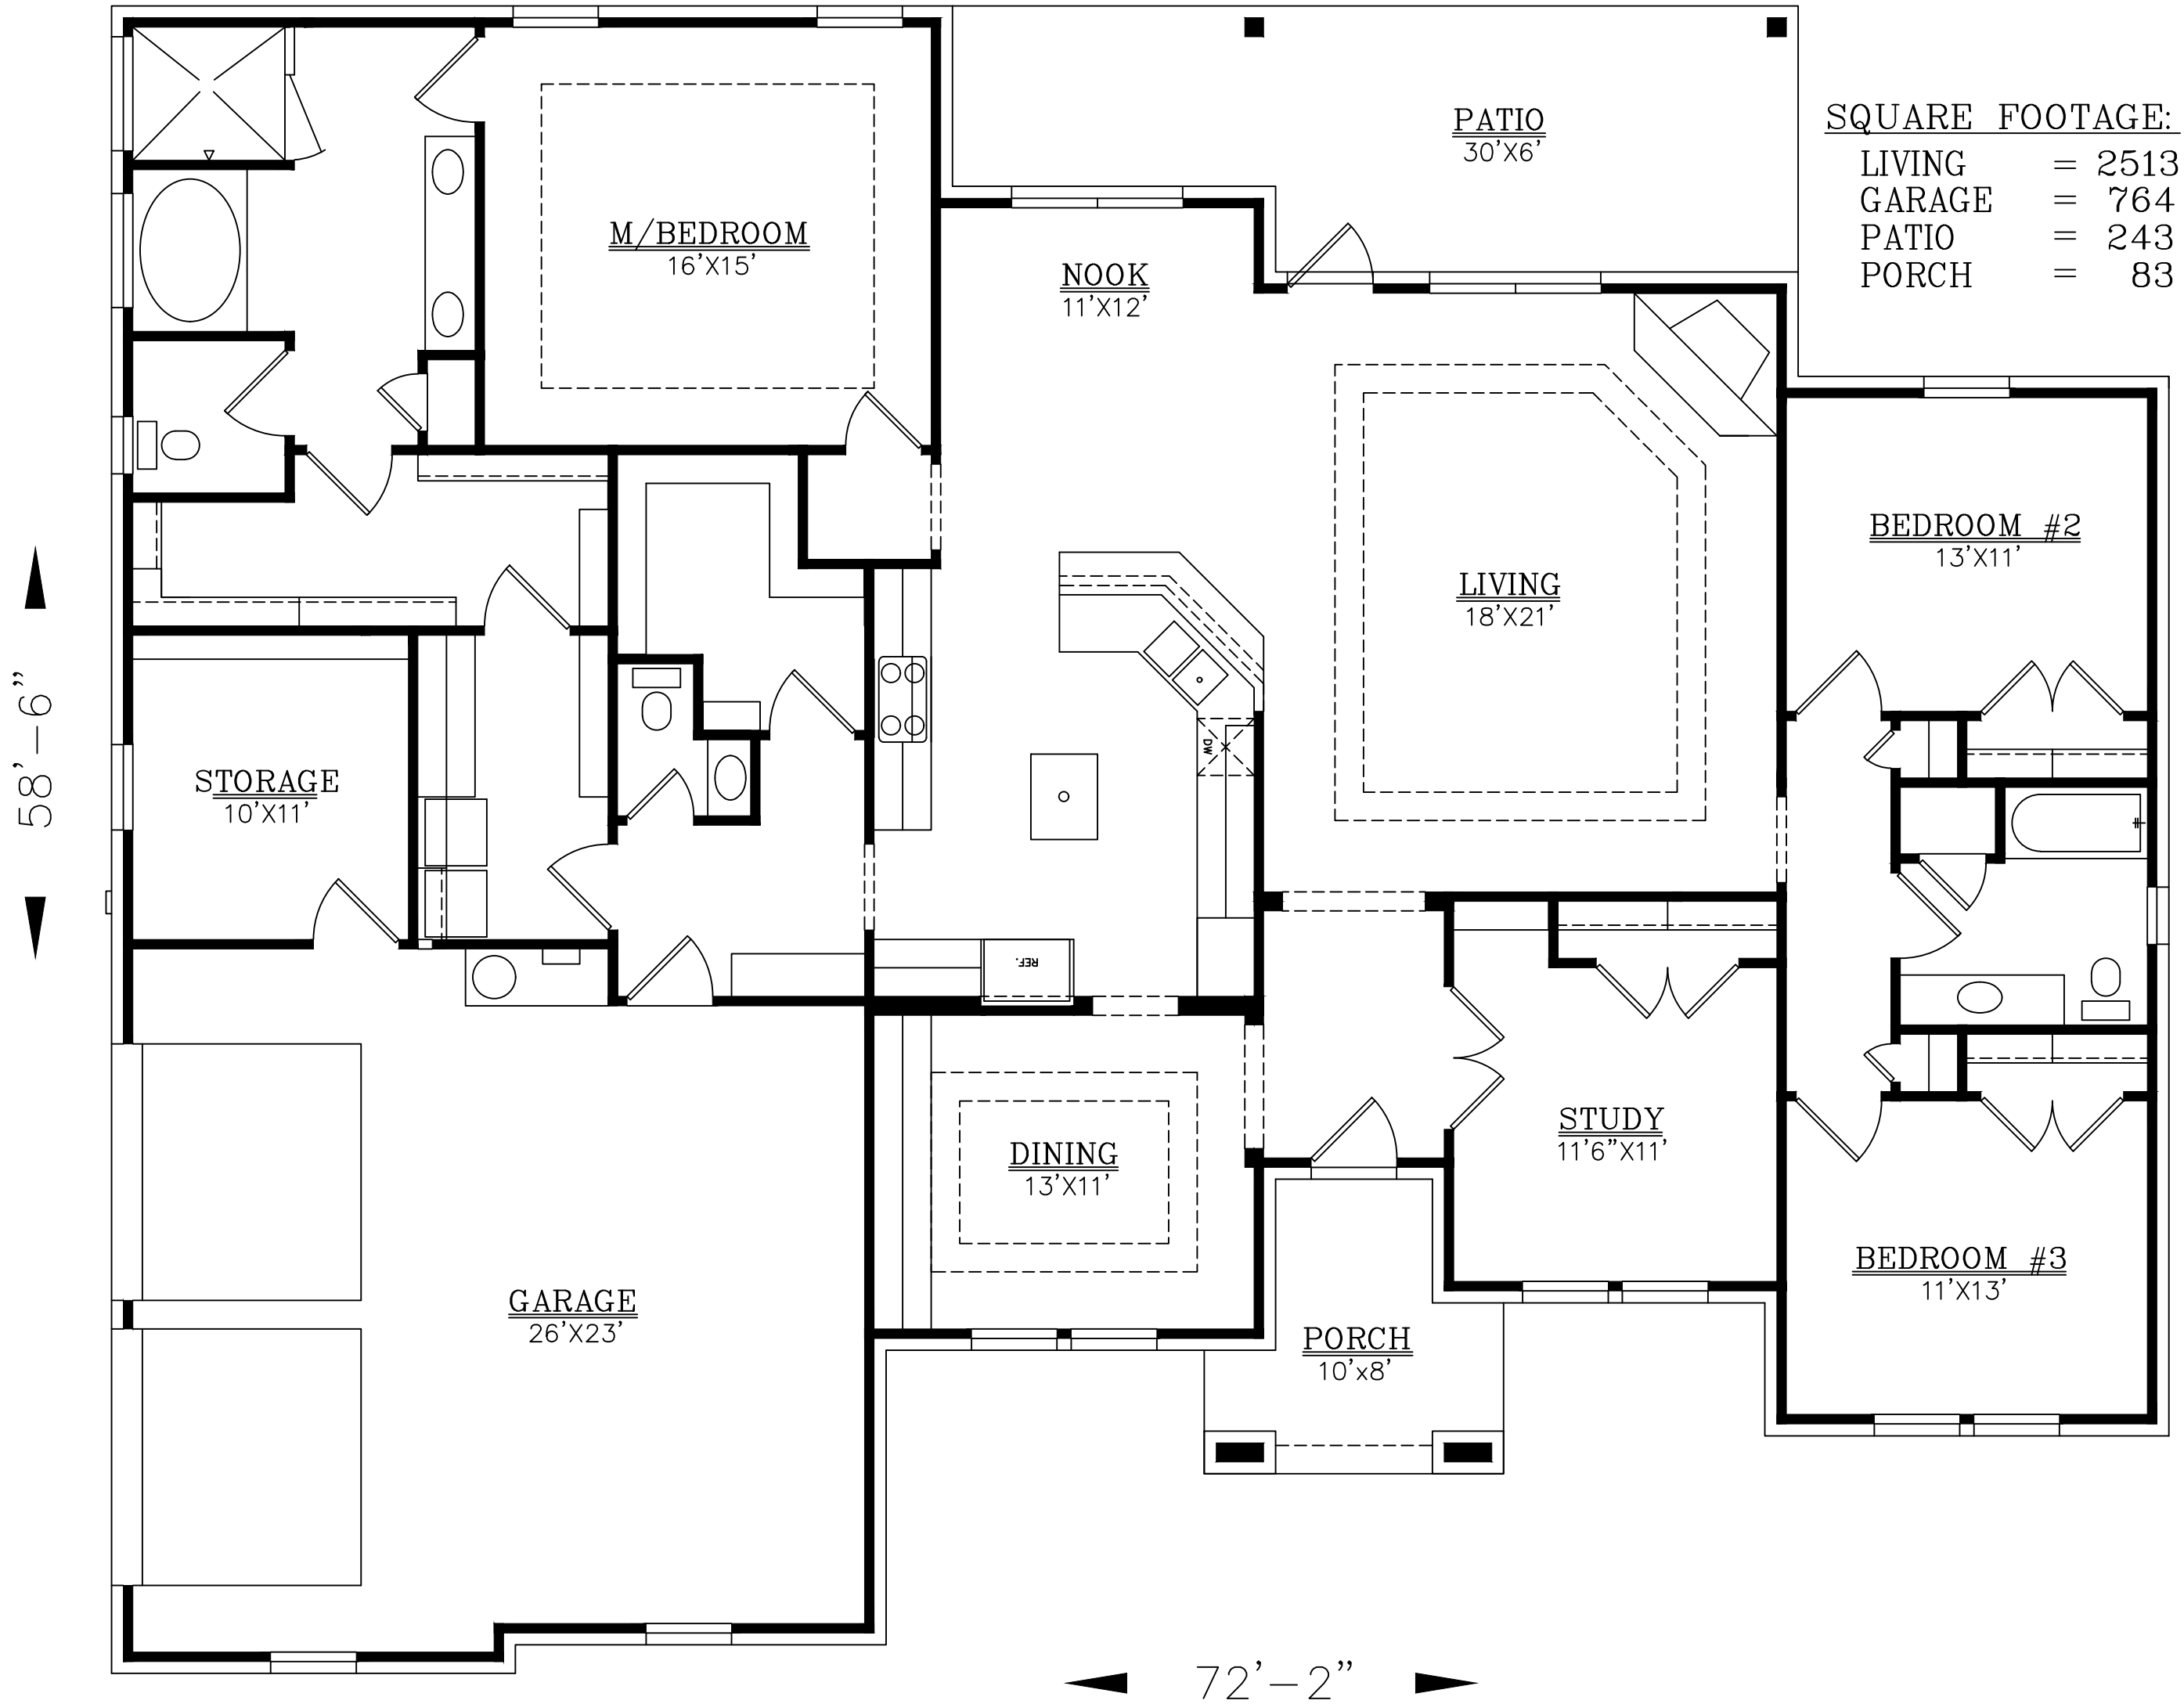 PATIO
30'X6'
SQUARE FOOTAGE:
LIVING = 2513
GARAGE = 764
PATIO = 243
PORCH = 83
M/BEDROOM
16'X15'
NOOK
11'X12'
BEDROOM #2
13'X11'
LIVING
18'X21'
58'-6"
STORAGE
10'X11'
DW
REF.
STUDY
11'6"X11'
DINING
13'X11'
BEDROOM #3
11'X13'
GARAGE
26'X23'
PORCH
10'x8'
72'-2"